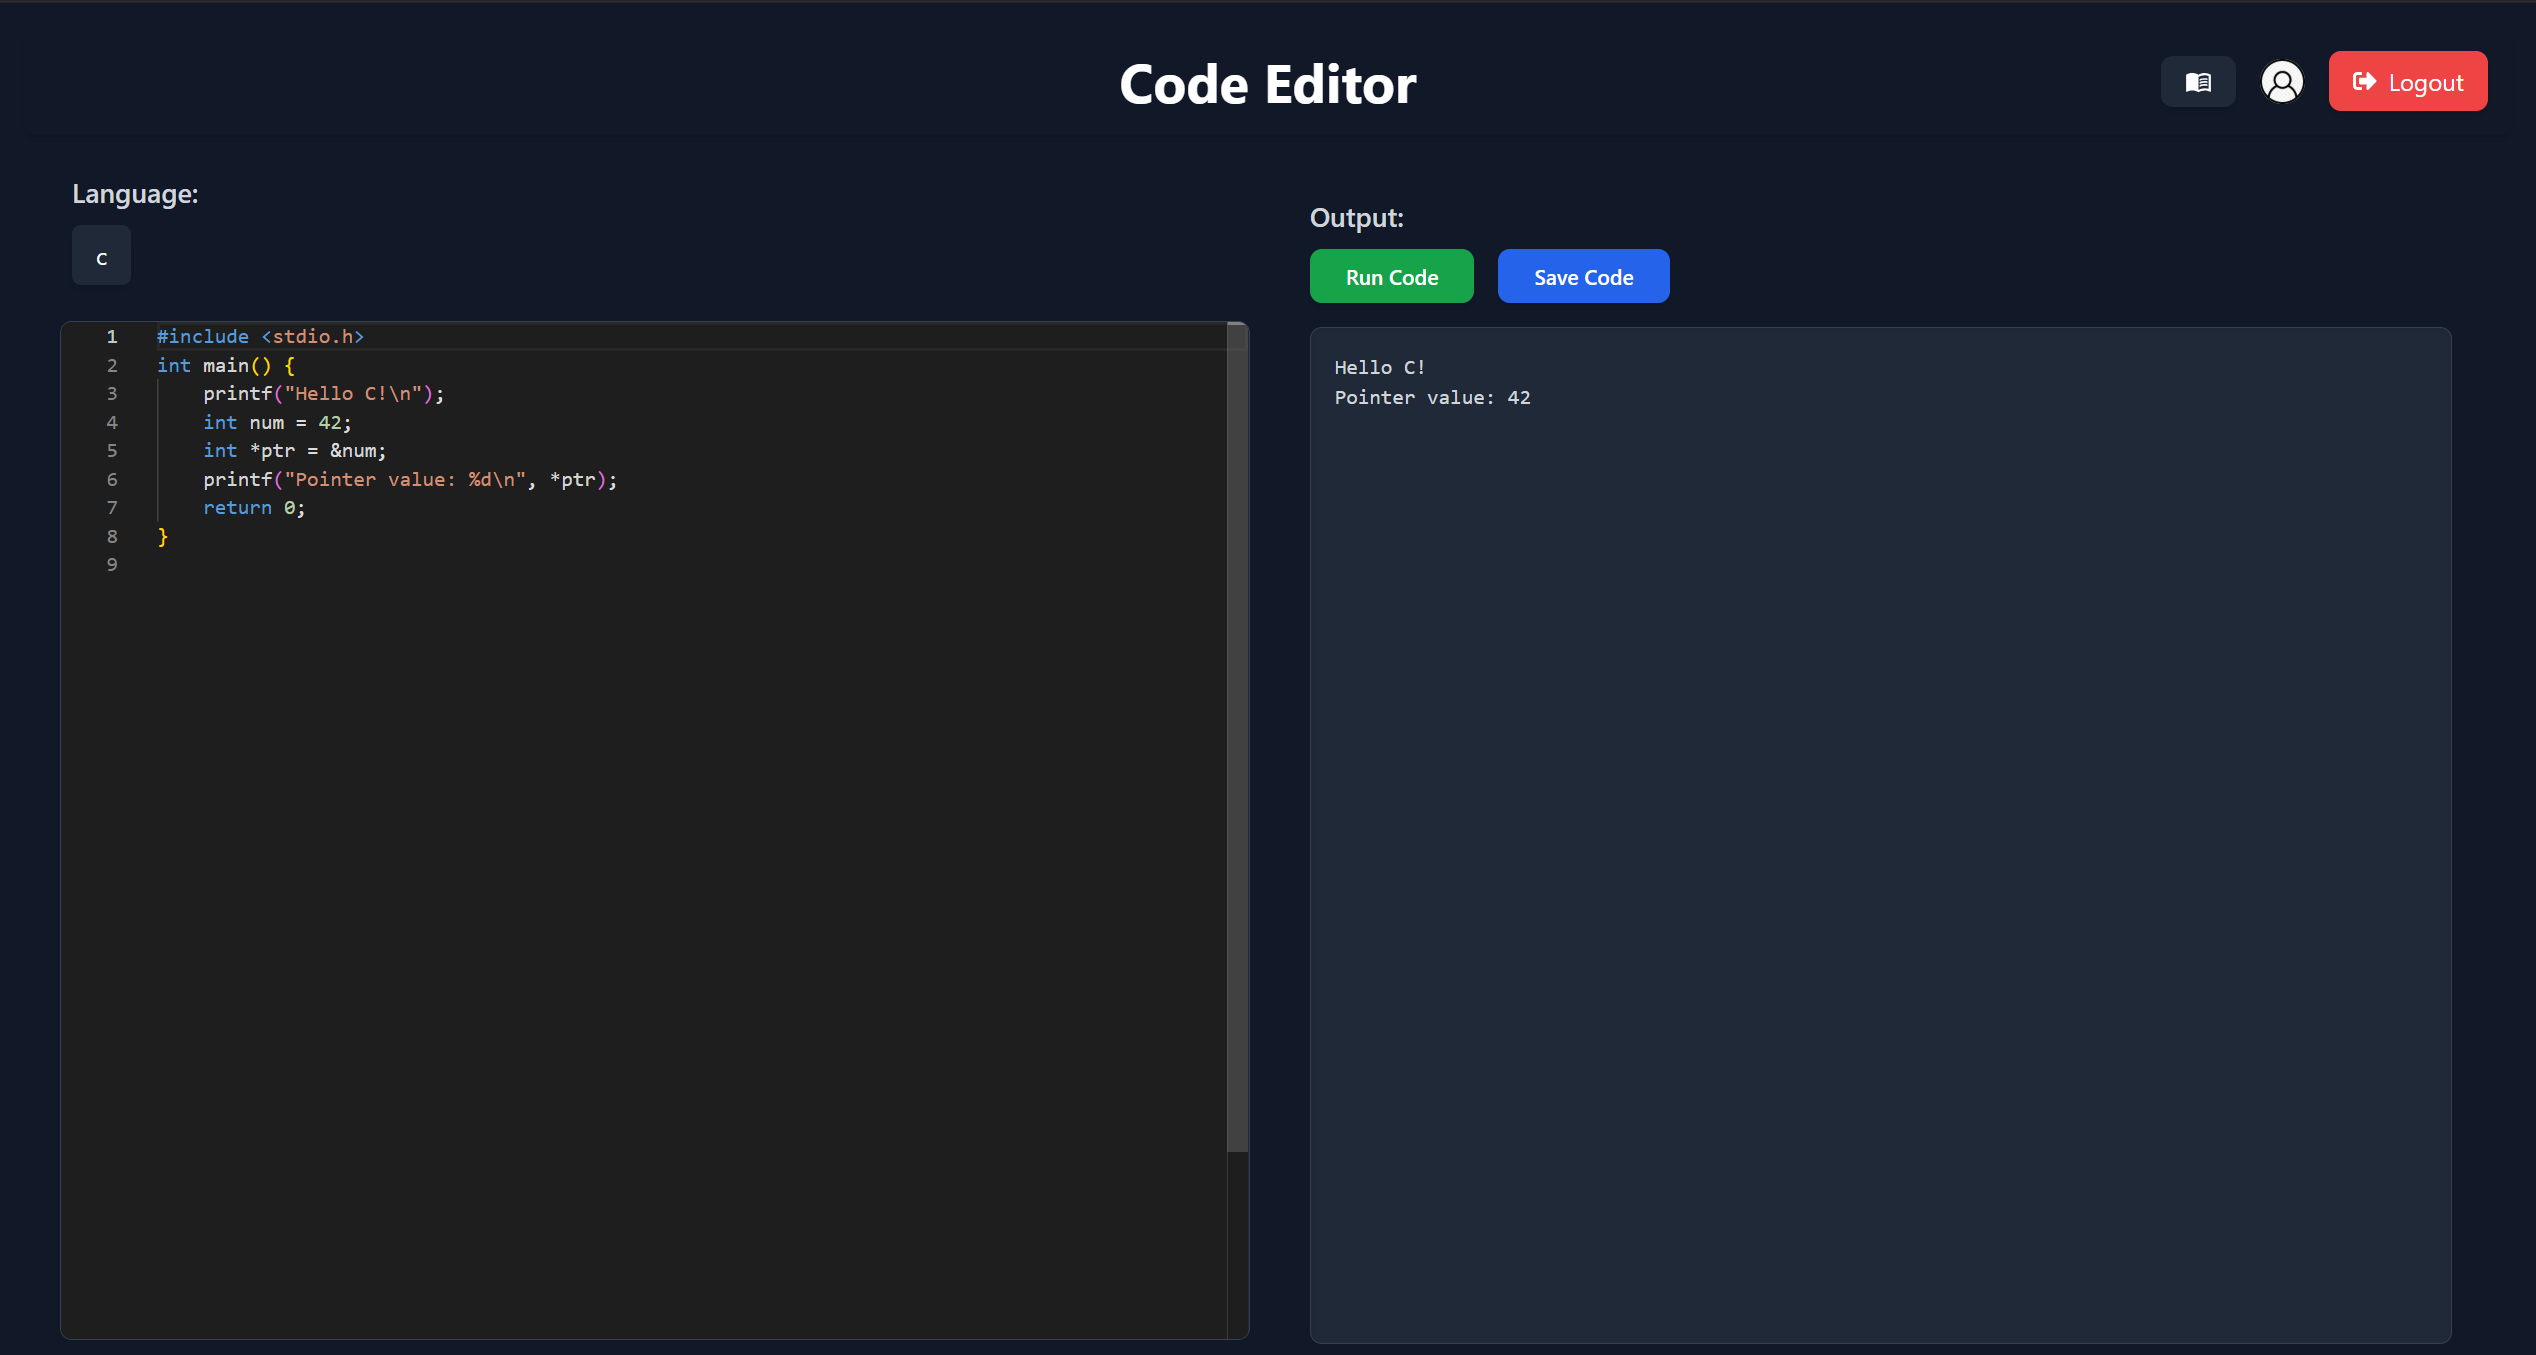 Code Editor
Logout
Language:
c
Output:
Run Code
Save Code
1 #include <stdio.h>
2 int main() {
3     printf("Hello C!\n");
4     int num = 42;
5     int *ptr = &num;
6     printf("Pointer value: %d\n", *ptr);
7     return 0;
8 }
9
Hello C!
Pointer value: 42